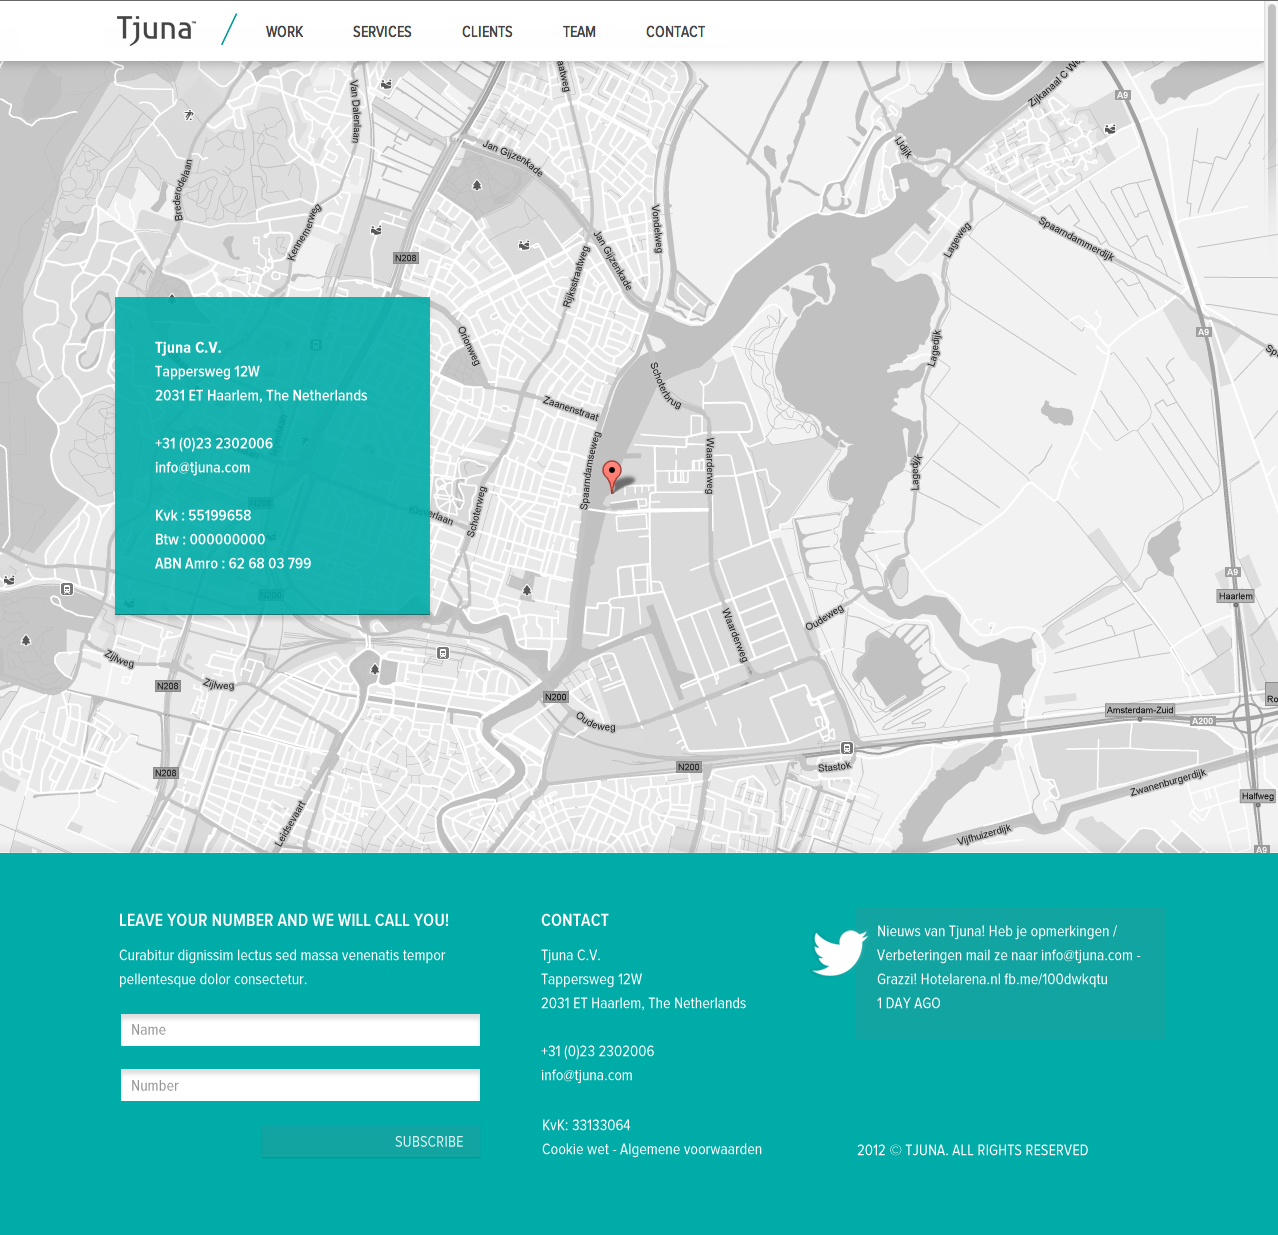 Tjuna™
WORK
SERVICES
CLIENTS
TEAM
CONTACT
Van Dalenlaan
Zijkanaal C
A9
Jan Gijzenkade
IJdijk
Brederodelaan
Kennemerweg
Vondelweg
Jan Gijzenkade
Lageweg
Spaarndammerdijk
N208
Rijksstraatweg
A9
Orionweg
Lagedijk
Schoterbrug
Zaanenstraat
Spaarndamseweg
Waarderweg
Lagedijk
Schoterweg
Tjuna C.V.
Tappersweg 12W
2031 ET Haarlem, The Netherlands
+31 (0)23 2302006
info@tjuna.com
Kvk : 55199658
Btw : 000000000
ABN Amro : 62 68 03 799
Kleverlaan
N200
A9
Haarlem
Oudeweg
Waarderweg
Zijlweg
N208
Zijlweg
N200
Oudeweg
Amsterdam-Zuid
A200
Ro
N208
N200
Stastok
Zwanenburgerdijk
Halfweg
Leidsevaart
Vijfhuizerdijk
A9
LEAVE YOUR NUMBER AND WE WILL CALL YOU!
Curabitur dignissim lectus sed massa venenatis tempor
pellentesque dolor consectetur.
Name
Number
SUBSCRIBE
CONTACT
Tjuna C.V.
Tappersweg 12W
2031 ET Haarlem, The Netherlands
+31 (0)23 2302006
info@tjuna.com
KvK: 33133064
Cookie wet - Algemene voorwaarden
Nieuws van Tjuna! Heb je opmerkingen /
Verbeteringen mail ze naar info@tjuna.com -
Grazzi! Hotelarena.nl fb.me/100dwkqtu
1 DAY AGO
2012 © TJUNA. ALL RIGHTS RESERVED